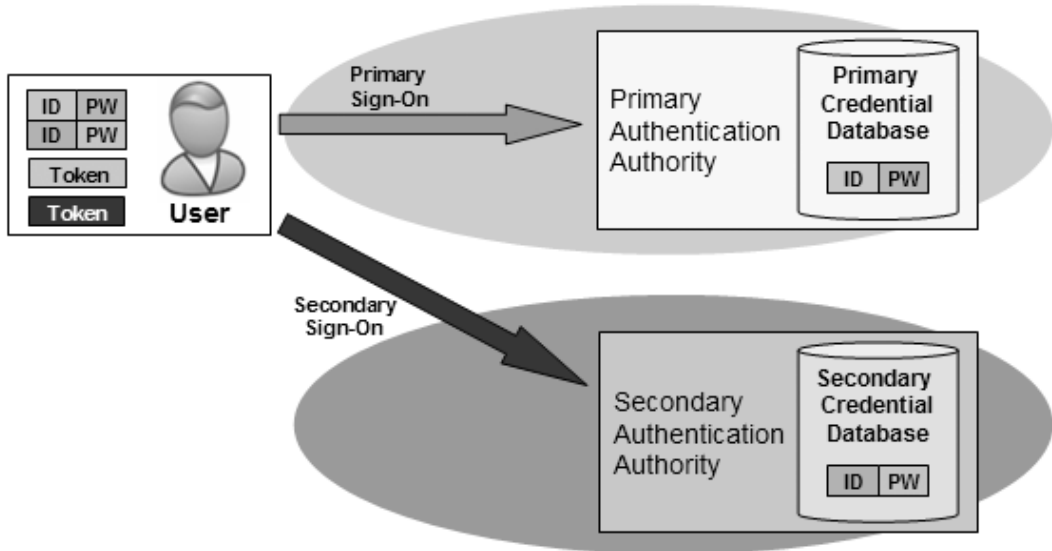 ID PW
ID PW
Token
Token
User
Primary
Sign-On
Primary
Authentication
Authority
Primary
Credential
Database
ID PW
Secondary
Sign-On
Secondary
Authentication
Authority
Secondary
Credential
Database
ID PW